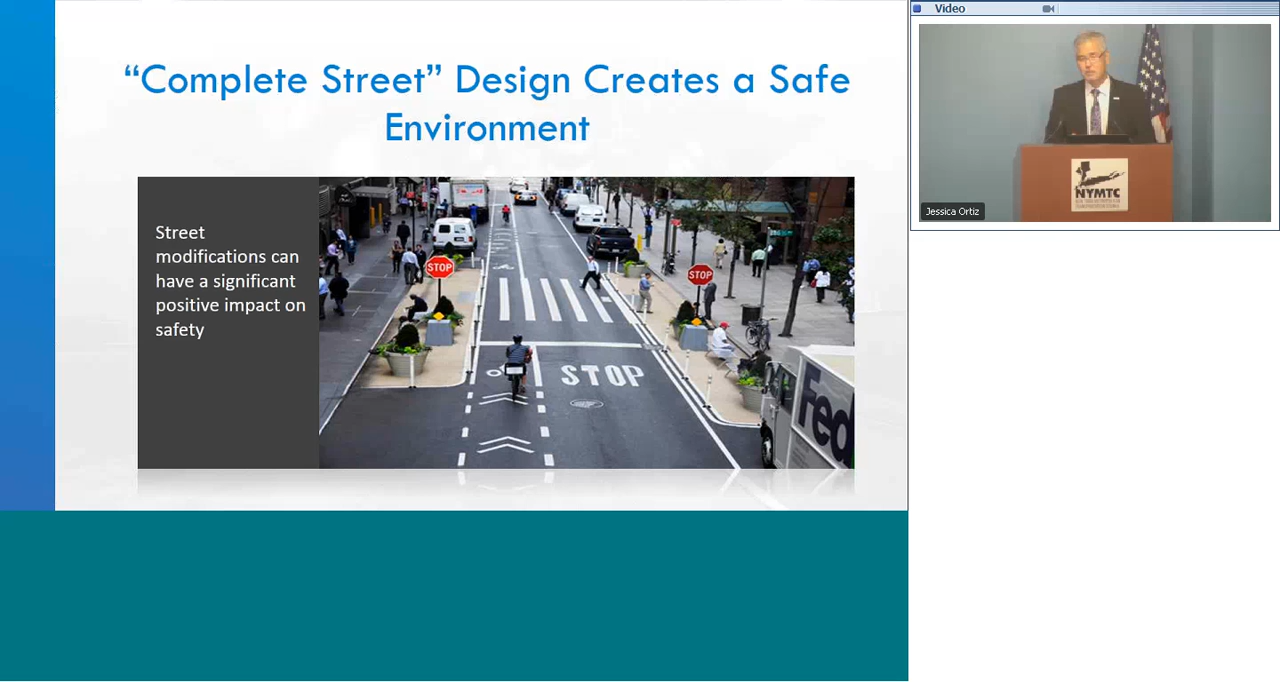 “Complete Street” Design Creates a Safe
Environment
Street
modifications can
have a significant
positive impact on
safety
STOP
STOP
STOP
Fed
Video
NYMTC
Jessica Ortiz